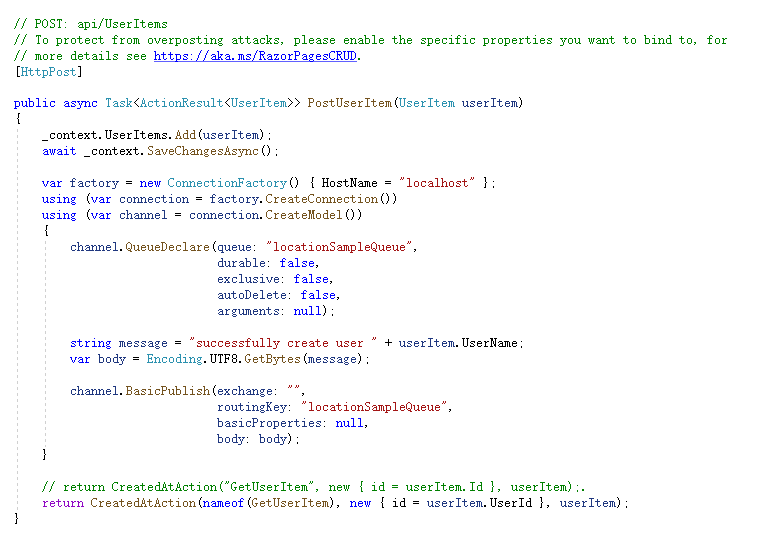 // POST: api/UserItems
// To protect from overposting attacks, please enable the specific properties you want to bind to, for
// more details see https://aka.ms/RazorPagesCRUD.
[HttpPost]
public async Task<ActionResult<UserItem>> PostUserItem(UserItem userItem)
{
_context.UserItems.Add(userItem);
await _context.SaveChangesAsync();
var factory = new ConnectionFactory() { HostName = "localhost" };
using (var connection = factory.CreateConnection())
using (var channel = connection.CreateModel())
{
channel.QueueDeclare(queue: "locationSampleQueue",
durable: false,
exclusive: false,
autoDelete: false,
arguments: null);
string message = "successfully create user " + userItem.UserName;
var body = Encoding.UTF8.GetBytes(message);
channel.BasicPublish(exchange: "",
routingKey: "locationSampleQueue",
basicProperties: null,
body: body);
}
// return CreatedAtAction("GetUserItem", new { id = userItem.Id }, userItem);.
return CreatedAtAction(nameof(GetUserItem), new { id = userItem.UserId }, userItem);
}